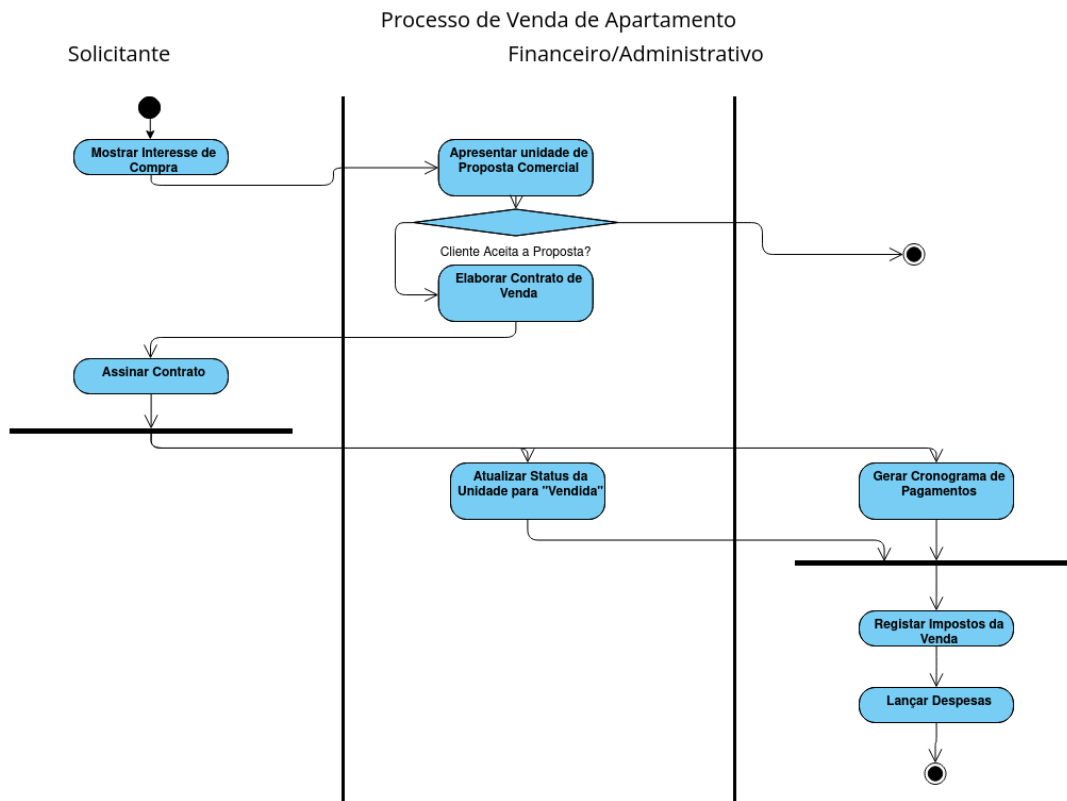 Processo de Venda de Apartamento
Solicitante
Financeiro/Administrativo
Mostrar Interesse de
Compra
Apresentar unidade de
Proposta Comercial
Cliente Aceita a Proposta?
Elaborar Contrato de
Venda
Assinar Contrato
Atualizar Status da
Unidade para "Vendida"
Gerar Cronograma de
Pagamentos
Registar Impostos da
Venda
Lançar Despesas